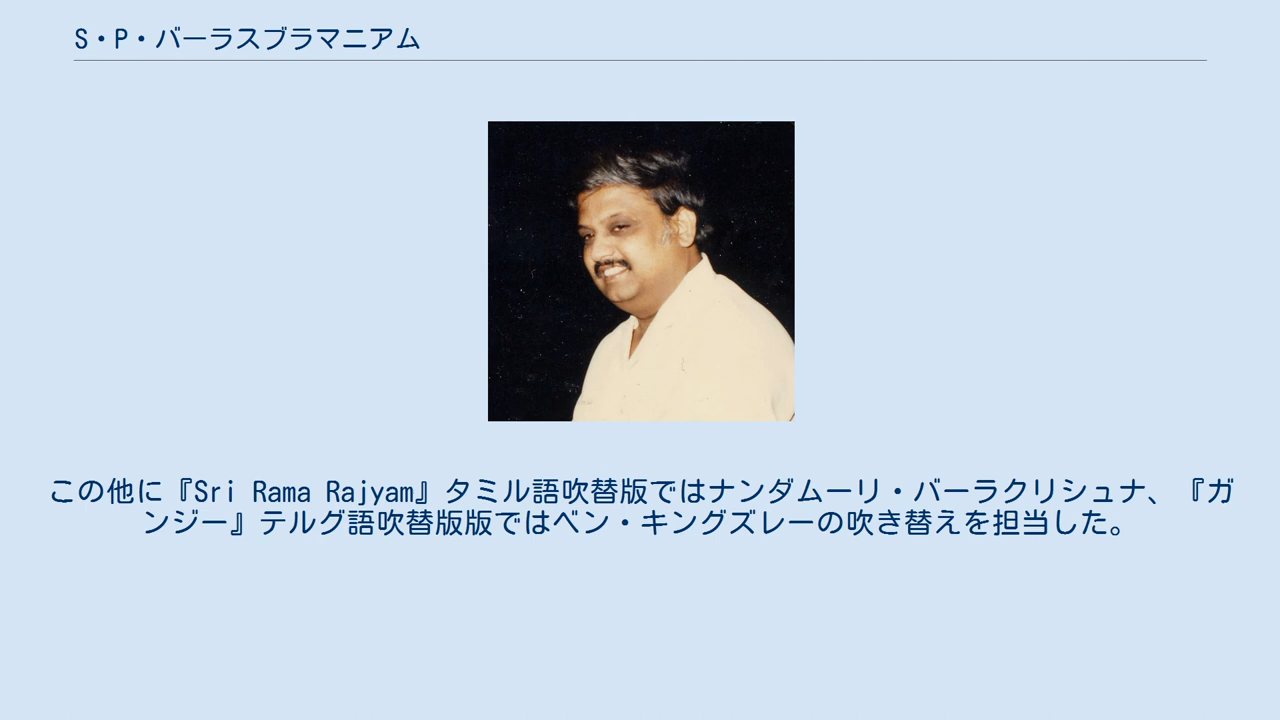 S・P・バーラスブラマニアム
この他に『Sri Rama Rajyam』タミル語吹替版ではナンダムーリ・バーラクリシュナ、『ガ
ンジー』テルグ語吹替版版ではベン・キングズレーの吹き替えを担当した。